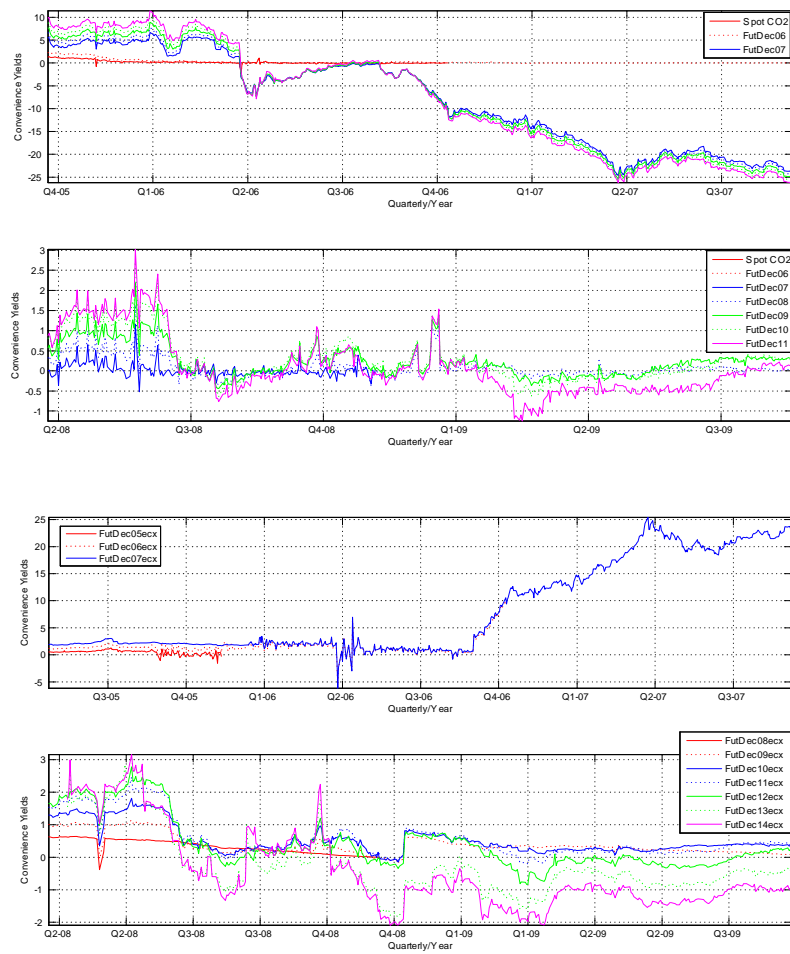 10
5
0
-5
-10
-15
-20
-25
Convenience Yields
Q4-05 Q1-06 Q2-06 Q3-06 Q4-06 Q1-07 Q2-07 Q3-07
Quarterly/Year
Spot CO2
FutDec06
FutDec07
3
2.5
2
1.5
1
0.5
0
-0.5
-1
Convenience Yields
Q2-08 Q3-08 Q4-08 Q1-09 Q2-09 Q3-09
Quarterly/Year
Spot CO2
FutDec06
FutDec07
FutDec08
FutDec09
FutDec10
FutDec11
25
20
15
10
5
0
-5
Convenience Yields
Q3-05 Q4-05 Q1-06 Q2-06 Q3-06 Q4-06 Q1-07 Q2-07 Q3-07
Quarterly/Year
FutDec05ecx
FutDec06ecx
FutDec07ecx
3
2
1
0
-1
-2
Convenience Yields
Q2-08 Q2-08 Q3-08 Q3-08 Q4-08 Q4-08 Q1-09 Q1-09 Q2-09 Q2-09 Q3-09
Quarterly/Year
FutDec08ecx
FutDec09ecx
FutDec10ecx
FutDec11ecx
FutDec12ecx
FutDec13ecx
FutDec14ecx